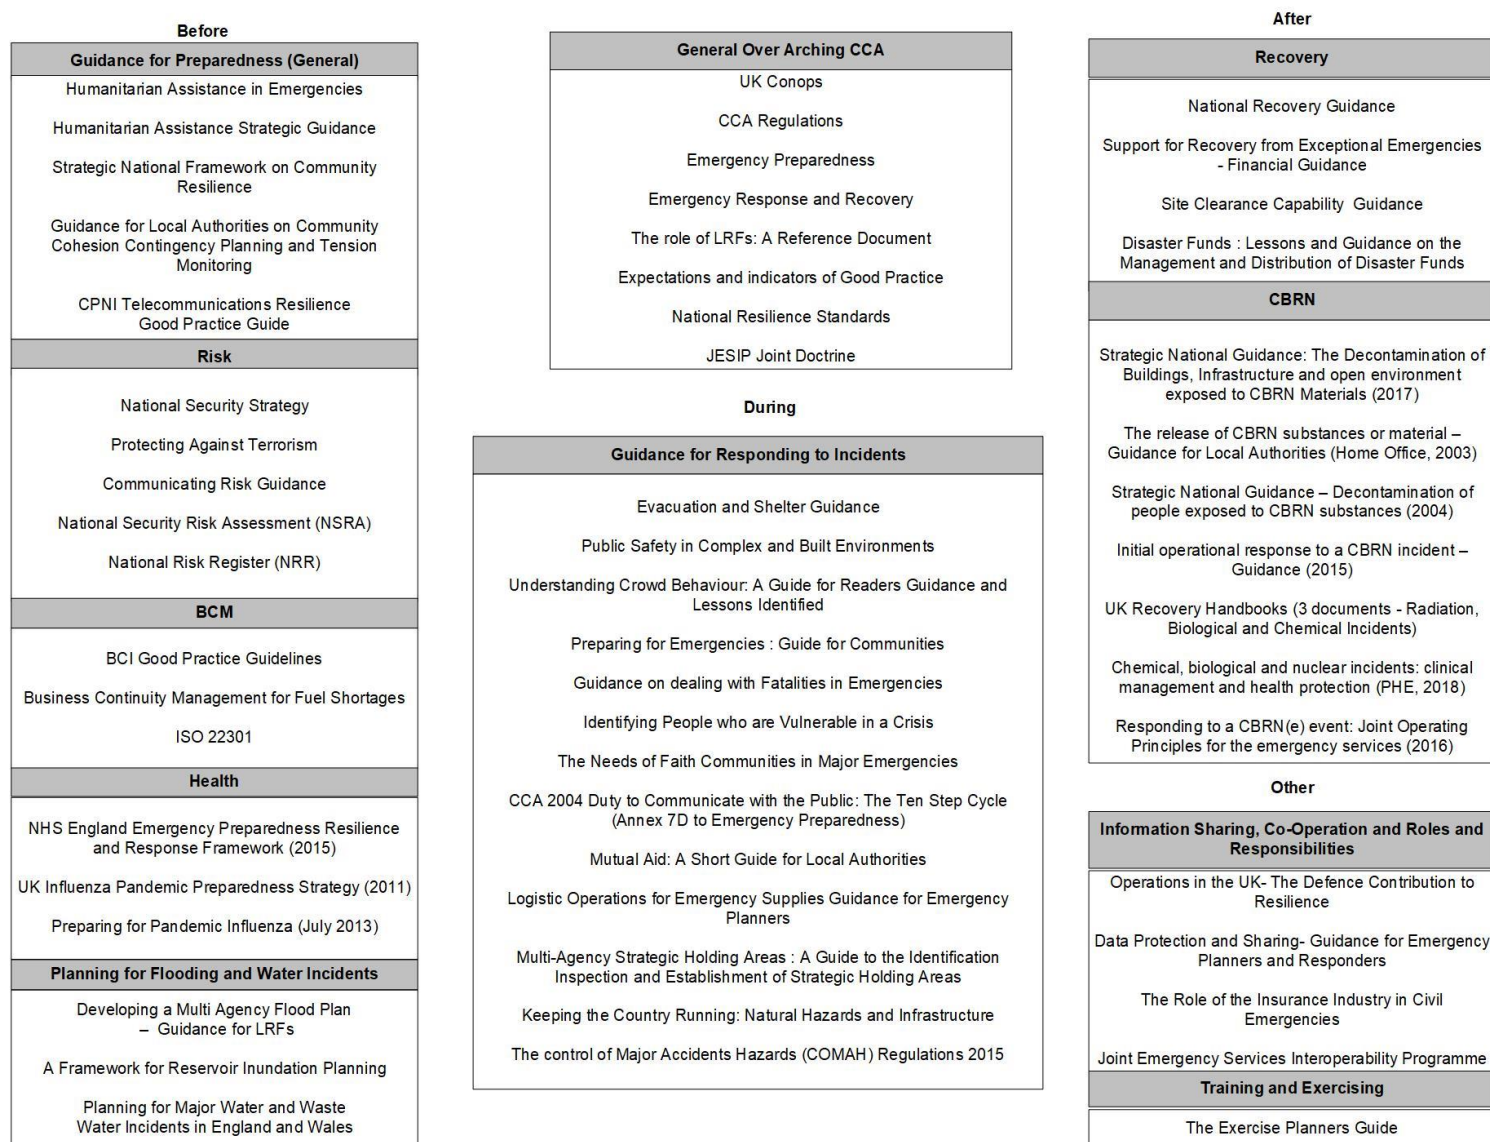 Before
Guidance for Preparedness (General)
Humanitarian Assistance in Emergencies
Humanitarian Assistance Strategic Guidance
Strategic National Framework on Community
Resilience
Guidance for Local Authorities on Community
Cohesion Contingency Planning and Tension
Monitoring
CPNI Telecommunications Resilience
Good Practice Guide
Risk
National Security Strategy
Protecting Against Terrorism
Communicating Risk Guidance
National Security Risk Assessment (NSRA)
National Risk Register (NRR)
BCM
BCI Good Practice Guidelines
Business Continuity Management for Fuel Shortages
ISO 22301
Health
NHS England Emergency Preparedness Resilience
and Response Framework (2015)
UK Influenza Pandemic Preparedness Strategy (2011)
Preparing for Pandemic Influenza (July 2013)
Planning for Flooding and Water Incidents
Developing a Multi Agency Flood Plan
– Guidance for LRFs
A Framework for Reservoir Inundation Planning
Planning for Major Water and Waste
Water Incidents in England and Wales
General Over Arching CCA
UK Conops
CCA Regulations
Emergency Preparedness
Emergency Response and Recovery
The role of LRFs: A Reference Document
Expectations and indicators of Good Practice
National Resilience Standards
JESIP Joint Doctrine
During
Guidance for Responding to Incidents
Evacuation and Shelter Guidance
Public Safety in Complex and Built Environments
Understanding Crowd Behaviour: A Guide for Readers Guidance and
Lessons Identified
Preparing for Emergencies : Guide for Communities
Guidance on dealing with Fatalities in Emergencies
Identifying People who are Vulnerable in a Crisis
The Needs of Faith Communities in Major Emergencies
CCA 2004 Duty to Communicate with the Public: The Ten Step Cycle
(Annex 7D to Emergency Preparedness)
Mutual Aid: A Short Guide for Local Authorities
Logistic Operations for Emergency Supplies Guidance for Emergency
Planners
Multi-Agency Strategic Holding Areas : A Guide to the Identification
Inspection and Establishment of Strategic Holding Areas
Keeping the Country Running: Natural Hazards and Infrastructure
The control of Major Accidents Hazards (COMAH) Regulations 2015
After
Recovery
National Recovery Guidance
Support for Recovery from Exceptional Emergencies
- Financial Guidance
Site Clearance Capability Guidance
Disaster Funds : Lessons and Guidance on the
Management and Distribution of Disaster Funds
CBRN
Strategic National Guidance: The Decontamination of
Buildings, Infrastructure and open environment
exposed to CBRN Materials (2017)
The release of CBRN substances or material –
Guidance for Local Authorities (Home Office, 2003)
Strategic National Guidance – Decontamination of
people exposed to CBRN substances (2004)
Initial operational response to a CBRN incident –
Guidance (2015)
UK Recovery Handbooks (3 documents - Radiation,
Biological and Chemical Incidents)
Chemical, biological and nuclear incidents: clinical
management and health protection (PHE, 2018)
Responding to a CBRN(e) event: Joint Operating
Principles for the emergency services (2016)
Other
Information Sharing, Co-Operation and Roles and
Responsibilities
Operations in the UK- The Defence Contribution to
Resilience
Data Protection and Sharing- Guidance for Emergency
Planners and Responders
The Role of the Insurance Industry in Civil
Emergencies
Joint Emergency Services Interoperability Programme
Training and Exercising
The Exercise Planners Guide